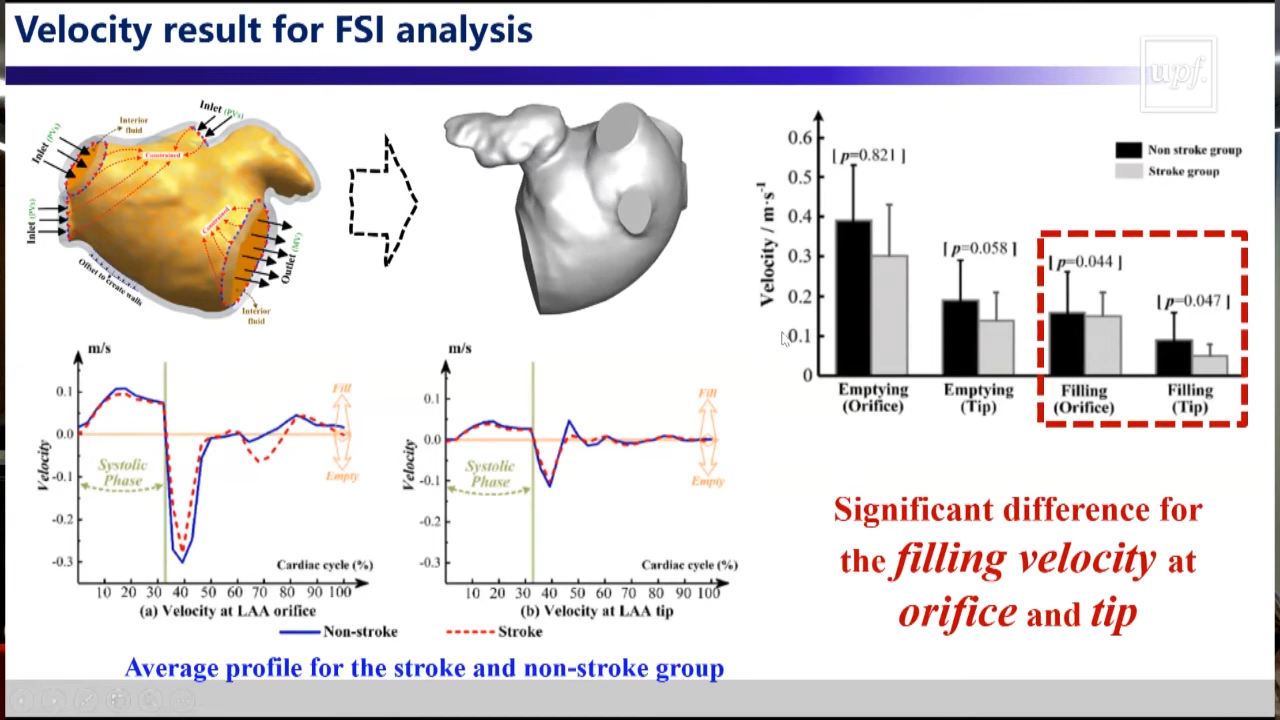 Velocity result for FSI analysis
upf.
Inlet (PVs)
Interior
fluid
Inlet (PVs)
Constrained
Inlet (PVs)
Constrained
Outlet (MV)
Offset to create walls
Interior
fluid
m/s
0.1
0.0
-0.1
-0.2
-0.3
Velocity
Systolic
Phase
Fill
Empty
Cardiac cycle (%)
10 20 30 40 50 60 70 80 90 100
(a) Velocity at LAA orifice
m/s
0.1
0.0
-0.1
-0.2
-0.3
Velocity
Systolic
Phase
Fill
Empty
Cardiac cycle (%)
10 20 30 40 50 60 70 80 90 100
(b) Velocity at LAA tip
Non-stroke Stroke
Average profile for the stroke and non-stroke group
Velocity / m·s-1
0.6
0.5
0.4
0.3
0.2
0.1
0
[ p=0.821 ]
[ p=0.058 ]
[ p=0.044 ]
[ p=0.047 ]
Non stroke group
Stroke group
Emptying
(Orifice)
Emptying
(Tip)
Filling
(Orifice)
Filling
(Tip)
Significant difference for
the filling velocity at
orifice and tip